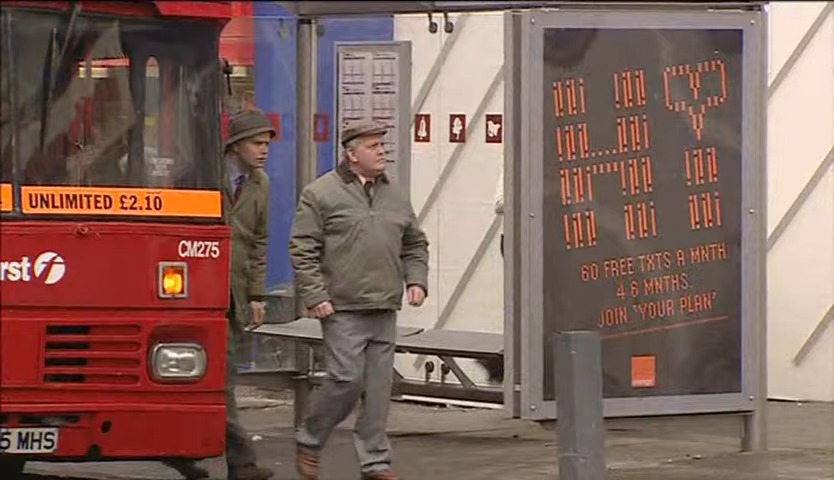 UNLIMITED £2.10
CM275
rst
5 MHS
60 FREE TXTS A MNTH
4 6 MNTHS.
JOIN "YOUR PLAN"